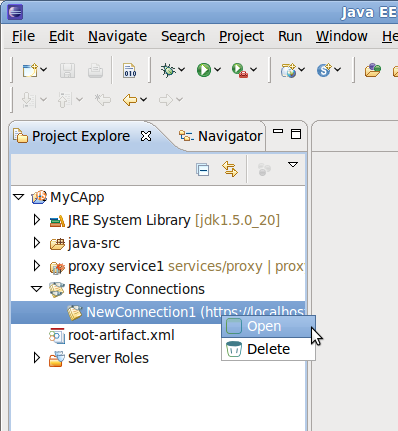 Java EE
File Edit Navigate Search Project Run Window He
010
Project Explore Navigator
MyCApp
JRE System Library [jdk1.5.0_20]
java-src
proxy service1 services/proxy | prox
Registry Connections
NewConnection1 (https://localhos
Open
root-artifact.xml
Delete
Server Roles